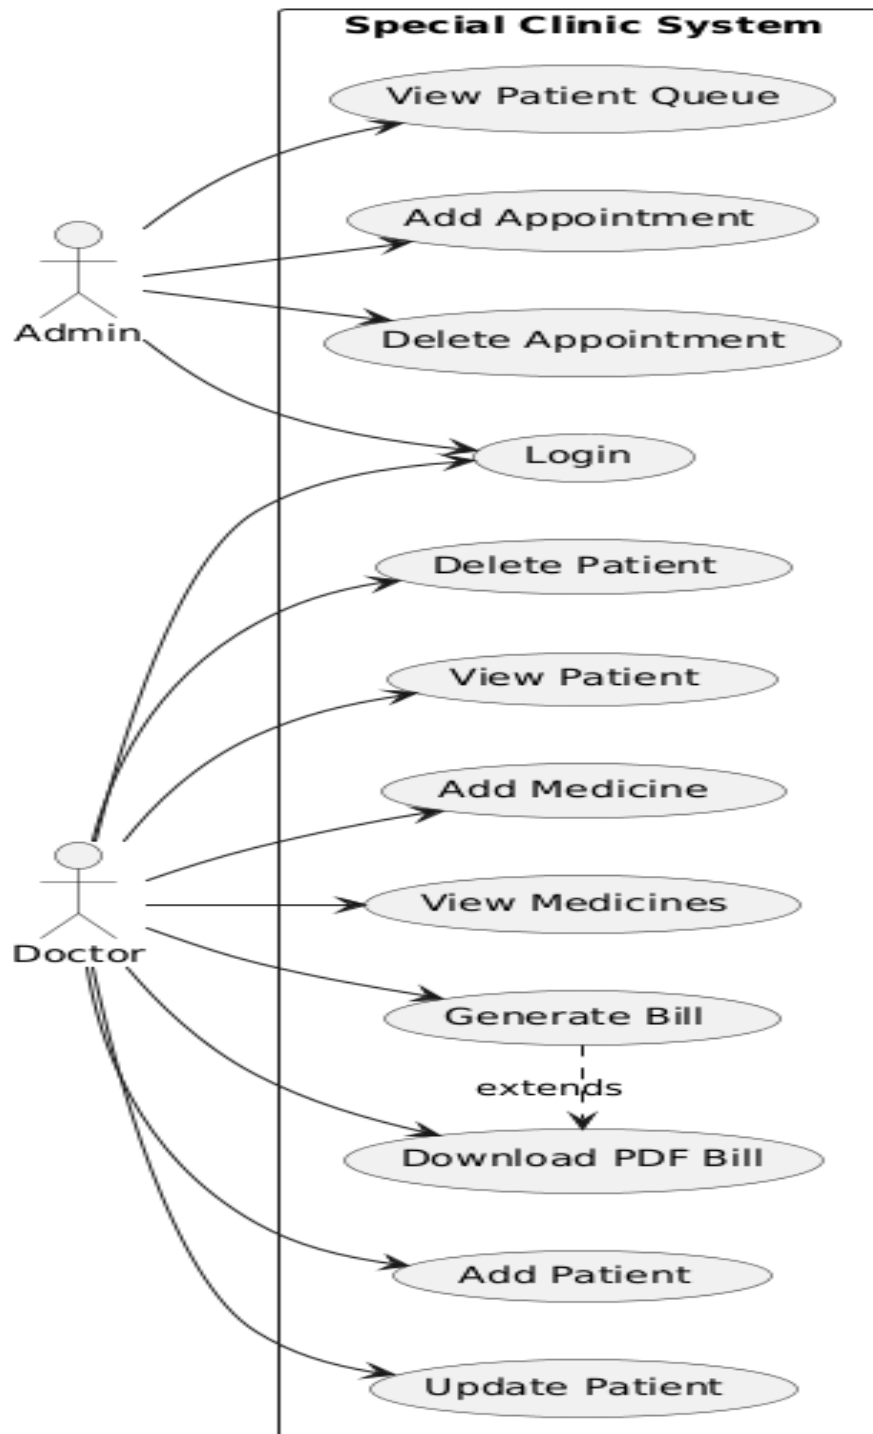 Special Clinic System
View Patient Queue
Add Appointment
Admin
Delete Appointment
Login
Delete Patient
View Patient
Add Medicine
View Medicines
Doctor
Generate Bill
extends
Download PDF Bill
Add Patient
Update Patient